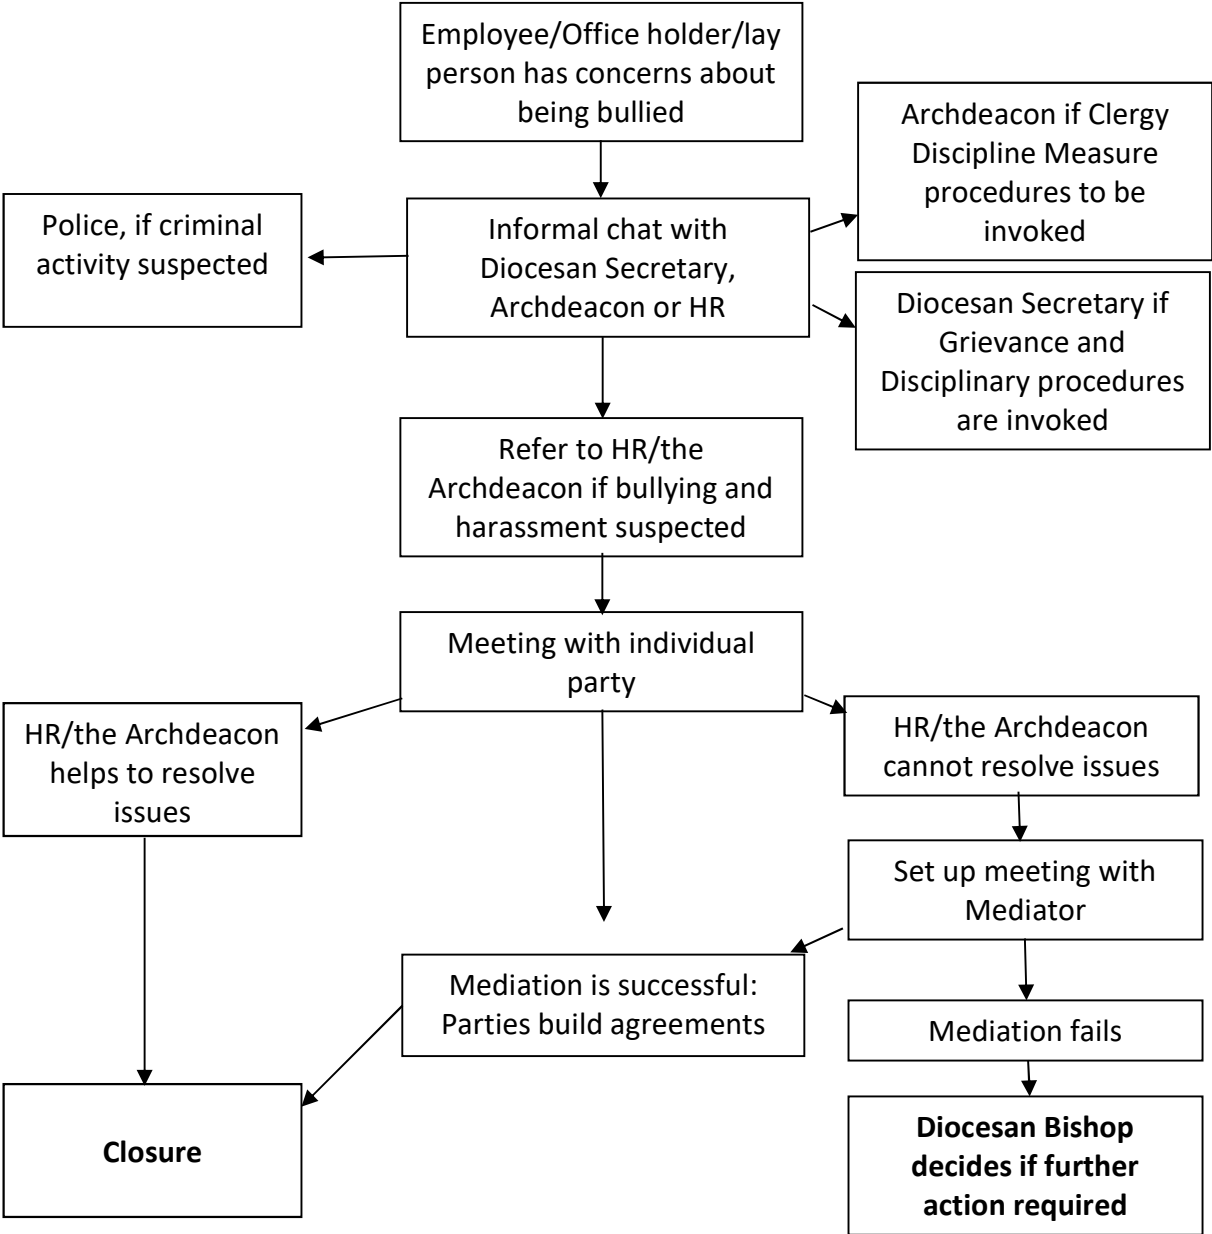 Employee/Office holder/lay
person has concerns about
being bullied
Archdeacon if Clergy
Discipline Measure
procedures to be
invoked
Police, if criminal
activity suspected
Informal chat with
Diocesan Secretary,
Archdeacon or HR
Diocesan Secretary if
Grievance and
Disciplinary procedures
are invoked
Refer to HR/the
Archdeacon if bullying and
harassment suspected
Meeting with individual
party
HR/the Archdeacon
helps to resolve
issues
HR/the Archdeacon
cannot resolve issues
Set up meeting with
Mediator
Mediation is successful:
Parties build agreements
Mediation fails
Closure
Diocesan Bishop
decides if further
action required